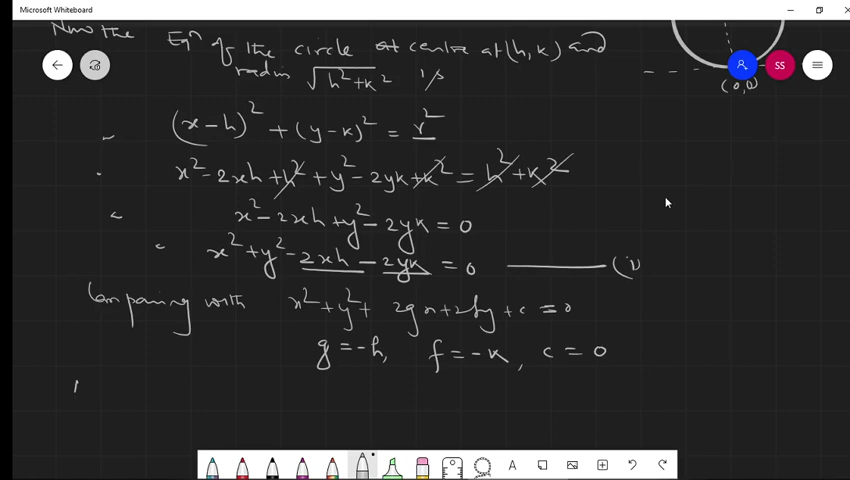 Microsoft Whiteboard
Now the Eqn of the circle at centre at (h, k) and
radius √h²+k² is
SS
(0,0)
(x-h)² + (y-k)² = r²
x² - 2xh + h² + y² - 2yk + k² = h² + k²
x² - 2xh + y² - 2yk = 0
x² + y² - 2xh - 2yk = 0 ——— (i)
Comparing with x² + y² + 2gx + 2fy + c = 0
g = -h, f = -k, c = 0
A